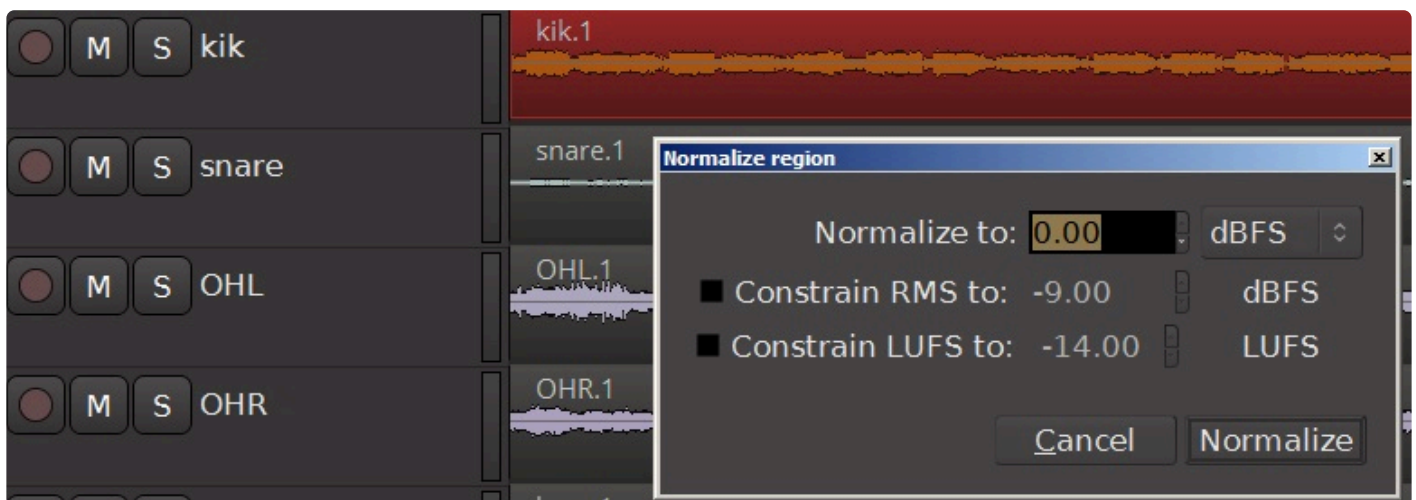 M S kik
kik.1
M S snare
snare.1
Normalize region
Normalize to: 0.00 dBFS
M S OHL
OHL.1
Constrain RMS to: -9.00 dBFS
Constrain LUFS to: -14.00 LUFS
M S OHR
OHR.1
Cancel Normalize